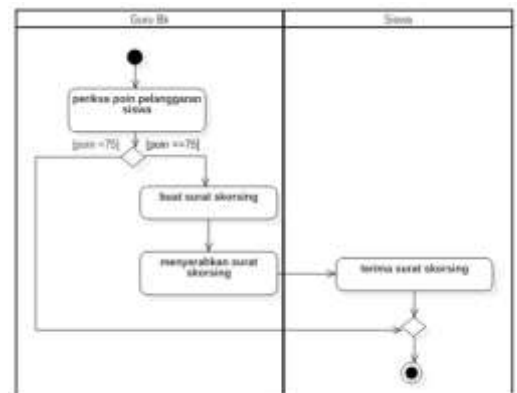 Guru Bk
Siswa
periksa poin pelanggaran
siswa
[poin <75]
[poin ==75]
buat surat skorsing
menyerahkan surat
skorsing
terima surat skorsing